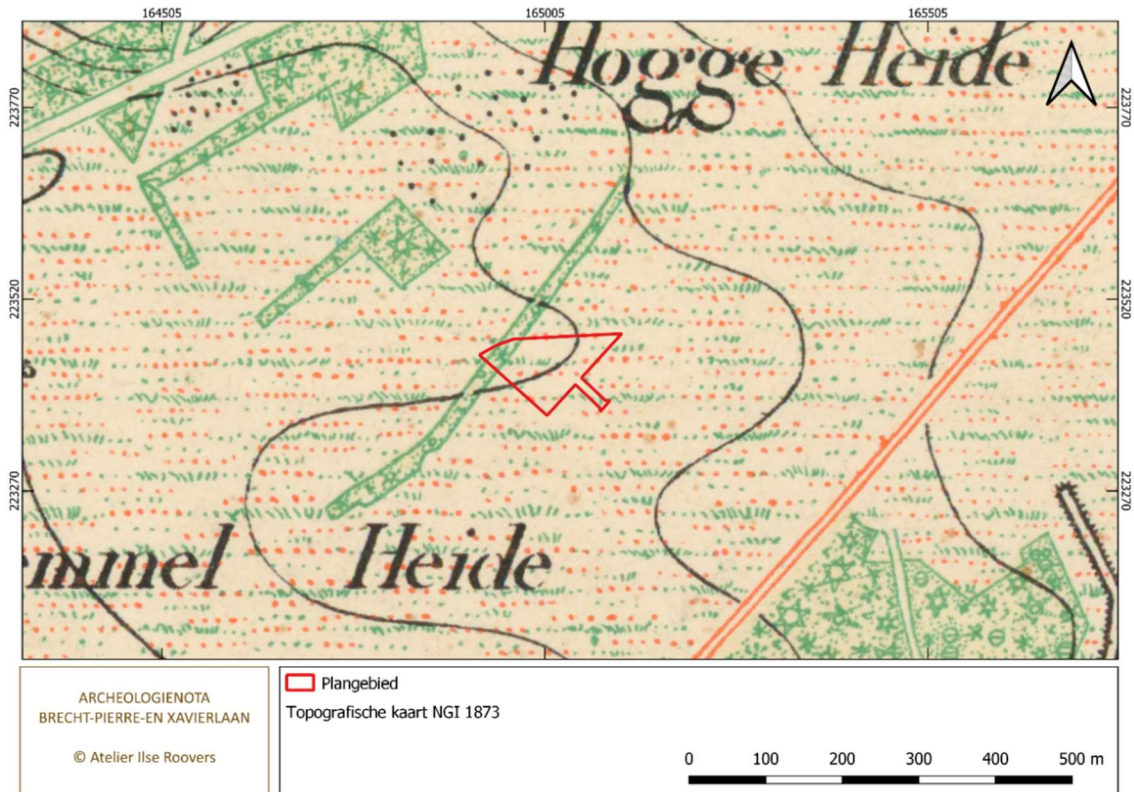 164505 165005 165505
Hogge Heide
223770 223770
223520 223520
223270 223270
mmel Heide
ARCHEOLOGIENOTA
BRECHT-PIERRE-EN XAVIERLAAN
© Atelier Ilse Roovers
Plangebied
Topografische kaart NGI 1873
0 100 200 300 400 500 m